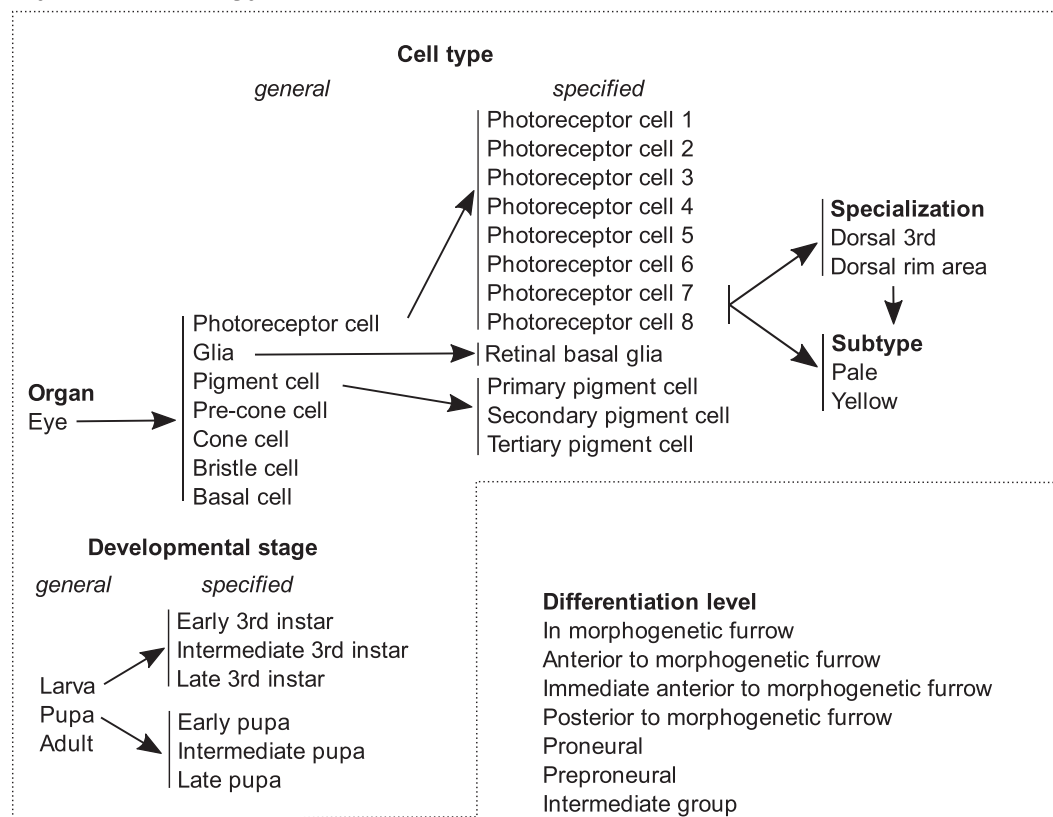 Cell type
general
specified
Photoreceptor cell 1
Photoreceptor cell 2
Photoreceptor cell 3
Photoreceptor cell 4
Photoreceptor cell 5
Photoreceptor cell 6
Photoreceptor cell 7
Photoreceptor cell 8
Specialization
Dorsal 3rd
Dorsal rim area
Subtype
Pale
Yellow
Retinal basal glia
Primary pigment cell
Secondary pigment cell
Tertiary pigment cell
Organ
Eye
Photoreceptor cell
Glia
Pigment cell
Pre-cone cell
Cone cell
Bristle cell
Basal cell
Developmental stage
general
specified
Larva
Pupa
Adult
Early 3rd instar
Intermediate 3rd instar
Late 3rd instar
Early pupa
Intermediate pupa
Late pupa
Differentiation level
In morphogenetic furrow
Anterior to morphogenetic furrow
Immediate anterior to morphogenetic furrow
Posterior to morphogenetic furrow
Proneural
Preproneural
Intermediate group